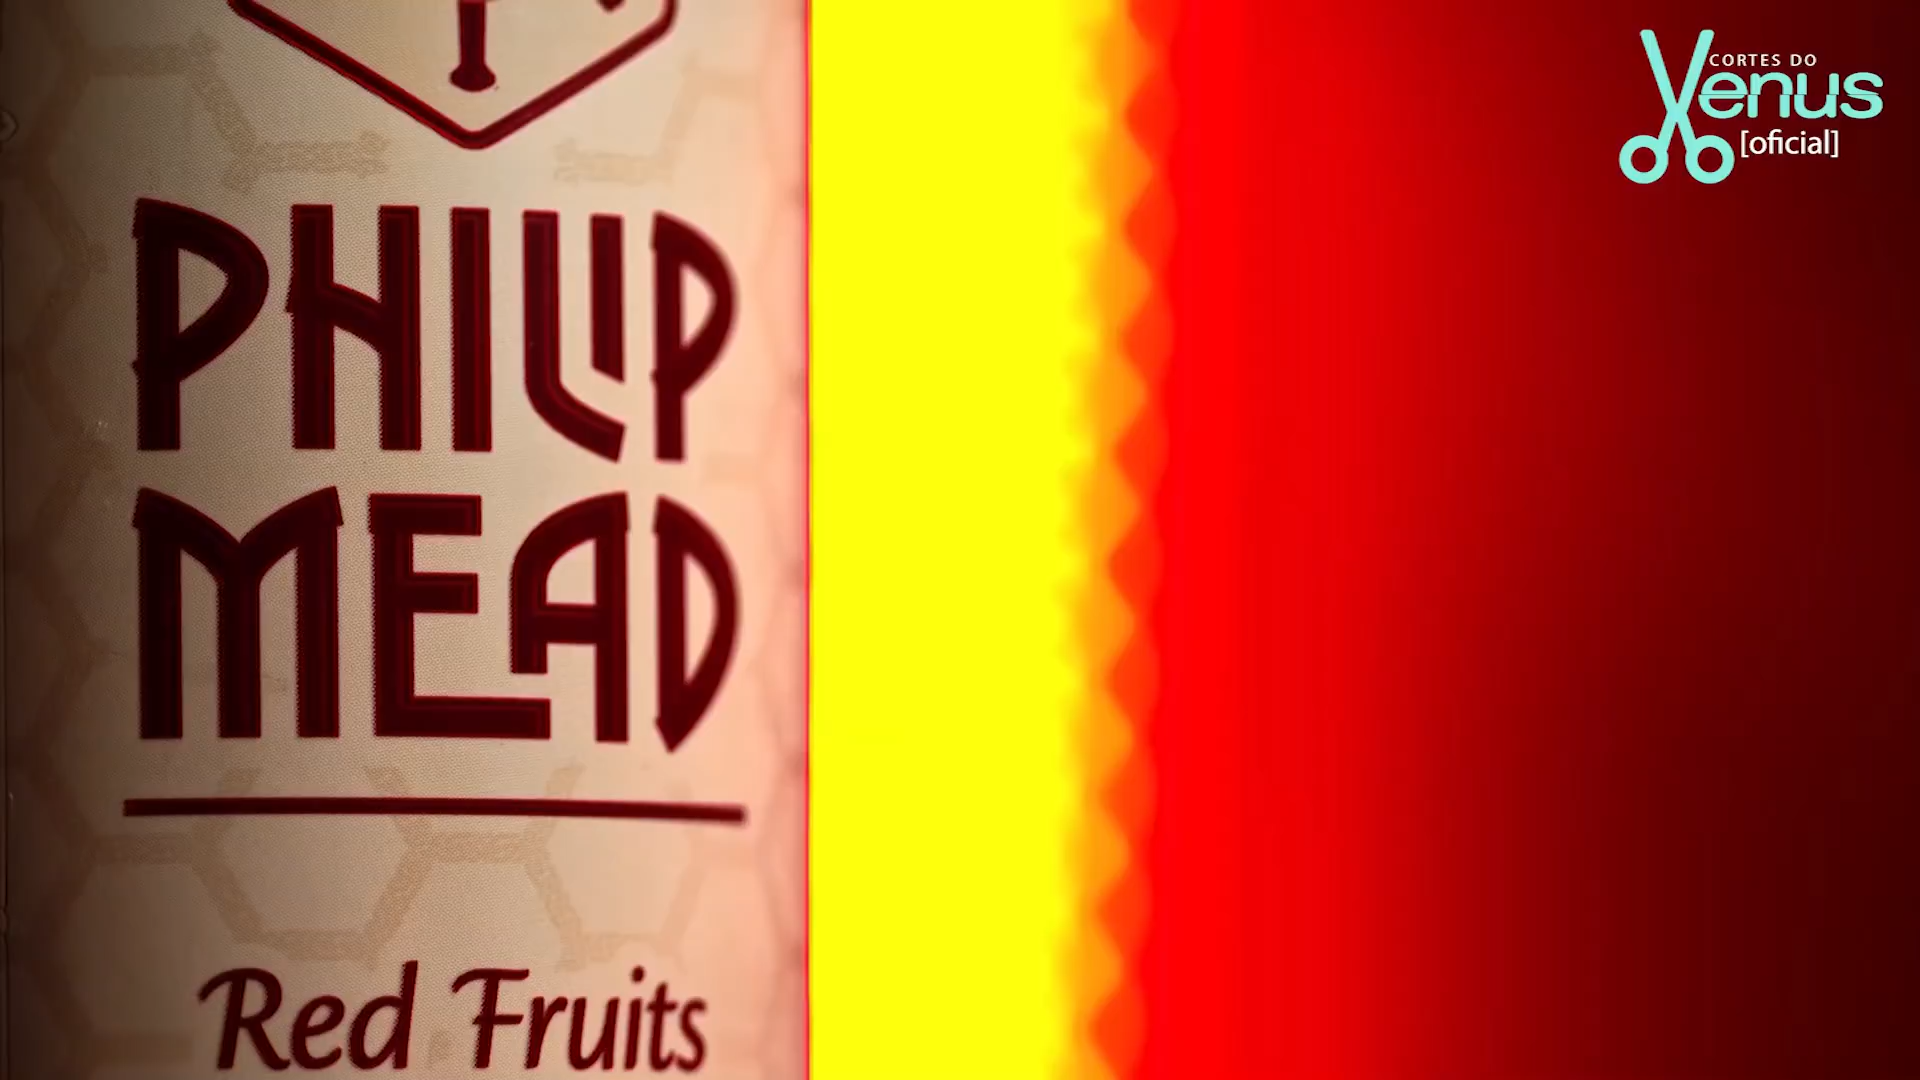 PHILIP
MEAD
Red Fruits
CORTES DO
Venus
[oficial]